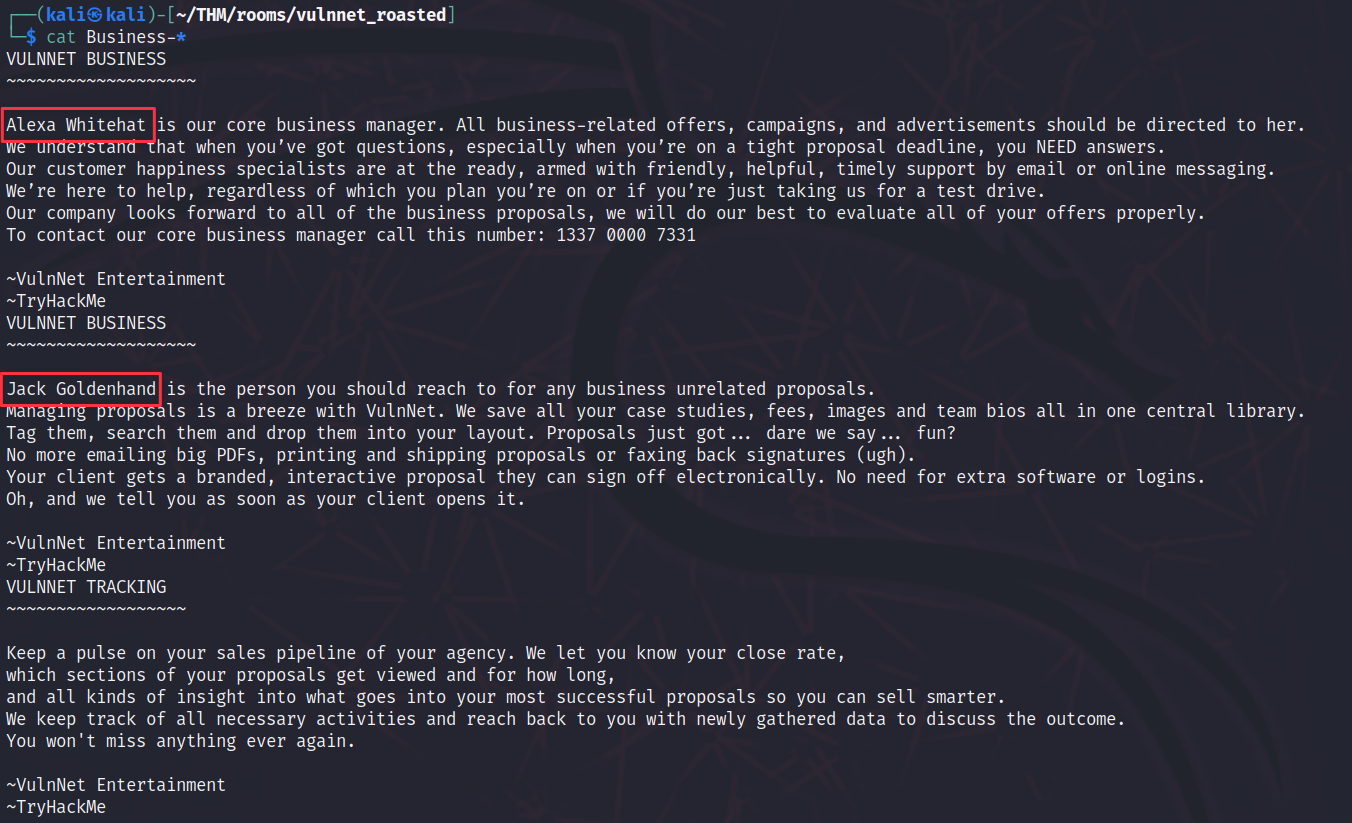 ┌──(kali㉿kali)-[~/THM/rooms/vulnnet_roasted]
└─$ cat Business-*
VULNNET BUSINESS
~~~~~~~~~~~~~~~~~~~
Alexa Whitehat is our core business manager. All business-related offers, campaigns, and advertisements should be directed to her.
We understand that when you’ve got questions, especially when you’re on a tight proposal deadline, you NEED answers.
Our customer happiness specialists are at the ready, armed with friendly, helpful, timely support by email or online messaging.
We’re here to help, regardless of which you plan you’re on or if you’re just taking us for a test drive.
Our company looks forward to all of the business proposals, we will do our best to evaluate all of your offers properly.
To contact our core business manager call this number: 1337 0000 7331
~VulnNet Entertainment
~TryHackMe
VULNNET BUSINESS
~~~~~~~~~~~~~~~~~~~
Jack Goldenhand is the person you should reach to for any business unrelated proposals.
Managing proposals is a breeze with VulnNet. We save all your case studies, fees, images and team bios all in one central library.
Tag them, search them and drop them into your layout. Proposals just got... dare we say... fun?
No more emailing big PDFs, printing and shipping proposals or faxing back signatures (ugh).
Your client gets a branded, interactive proposal they can sign off electronically. No need for extra software or logins.
Oh, and we tell you as soon as your client opens it.
~VulnNet Entertainment
~TryHackMe
VULNNET TRACKING
~~~~~~~~~~~~~~~~~~
Keep a pulse on your sales pipeline of your agency. We let you know your close rate,
which sections of your proposals get viewed and for how long,
and all kinds of insight into what goes into your most successful proposals so you can sell smarter.
We keep track of all necessary activities and reach back to you with newly gathered data to discuss the outcome.
You won't miss anything ever again.
~VulnNet Entertainment
~TryHackMe